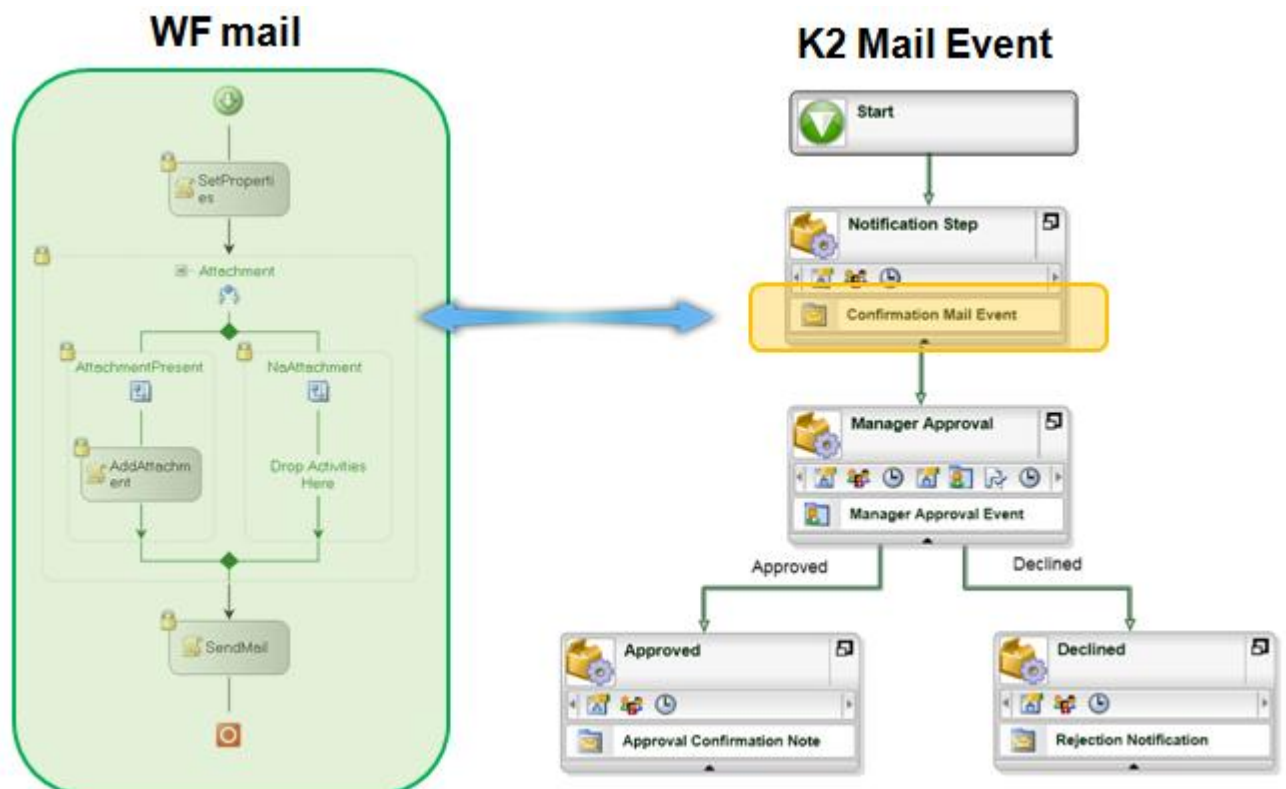 WF mail
K2 Mail Event
SetProperti
es
Attachment
AttachmentPresent
NoAttachment
AddAttachm
ent
Drop Activities
Here
SendMail
Start
Notification Step
Confirmation Mail Event
Manager Approval
Manager Approval Event
Approved
Declined
Approved
Approval Confirmation Note
Declined
Rejection Notification